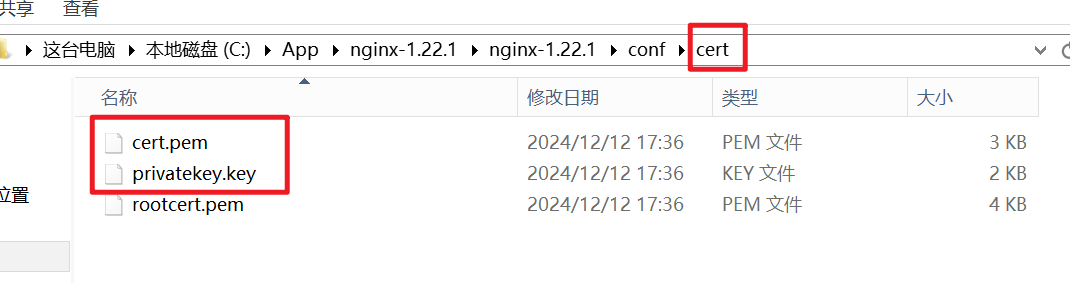 共享 查看
这台电脑 本地磁盘 (C:) App nginx-1.22.1 nginx-1.22.1 conf cert
名称 修改日期 类型 大小
cert.pem 2024/12/12 17:36 PEM 文件 3 KB
privatekey.key 2024/12/12 17:36 KEY 文件 2 KB
位置
rootcert.pem 2024/12/12 17:36 PEM 文件 4 KB